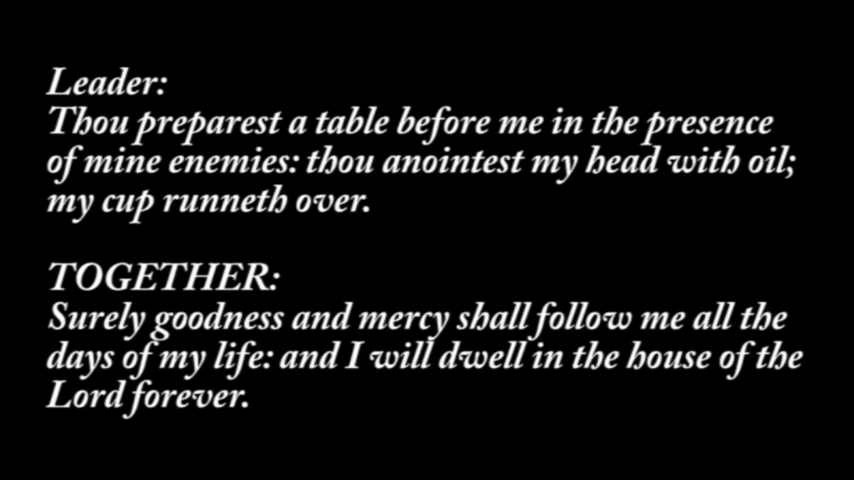 Leader:
Thou preparest a table before me in the presence
of mine enemies: thou anointest my head with oil;
my cup runneth over.
TOGETHER:
Surely goodness and mercy shall follow me all the
days of my life: and I will dwell in the house of the
Lord forever.